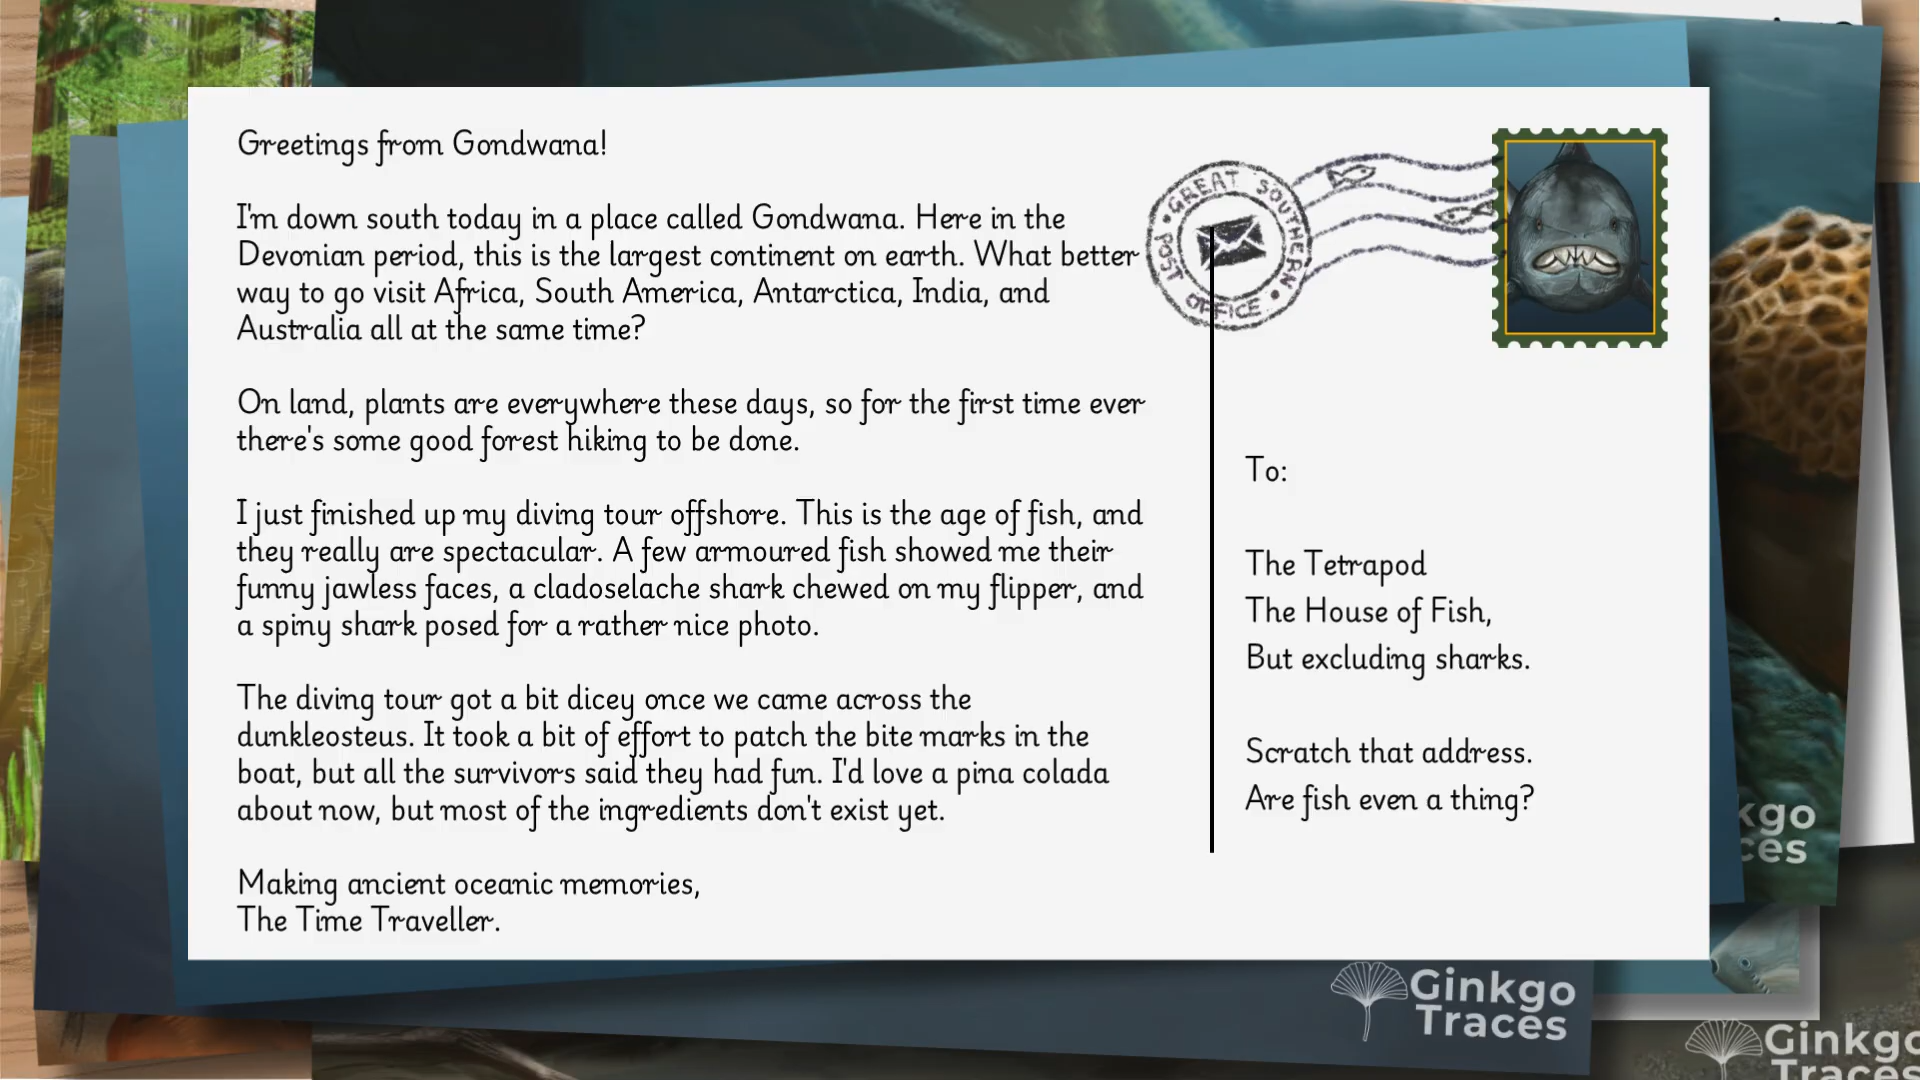 Greetings from Gondwana!
I'm down south today in a place called Gondwana. Here in the
Devonian period, this is the largest continent on earth. What better
way to go visit Africa, South America, Antarctica, India, and
Australia all at the same time?
On land, plants are everywhere these days, so for the first time ever
there's some good forest hiking to be done.
I just finished up my diving tour offshore. This is the age of fish, and
they really are spectacular. A few armoured fish showed me their
funny jawless faces, a cladoselache shark chewed on my flipper, and
a spiny shark posed for a rather nice photo.
The diving tour got a bit dicey once we came across the
dunkleosteus. It took a bit of effort to patch the bite marks in the
boat, but all the survivors said they had fun. I'd love a pina colada
about now, but most of the ingredients don't exist yet.
Making ancient oceanic memories,
The Time Traveller.
GREAT SOUTHERN
POST OFFICE
To:
The Tetrapod
The House of Fish,
But excluding sharks.
Scratch that address.
Are fish even a thing?
kgo
ces
Ginkgo
Traces
Ginkgo
Traces